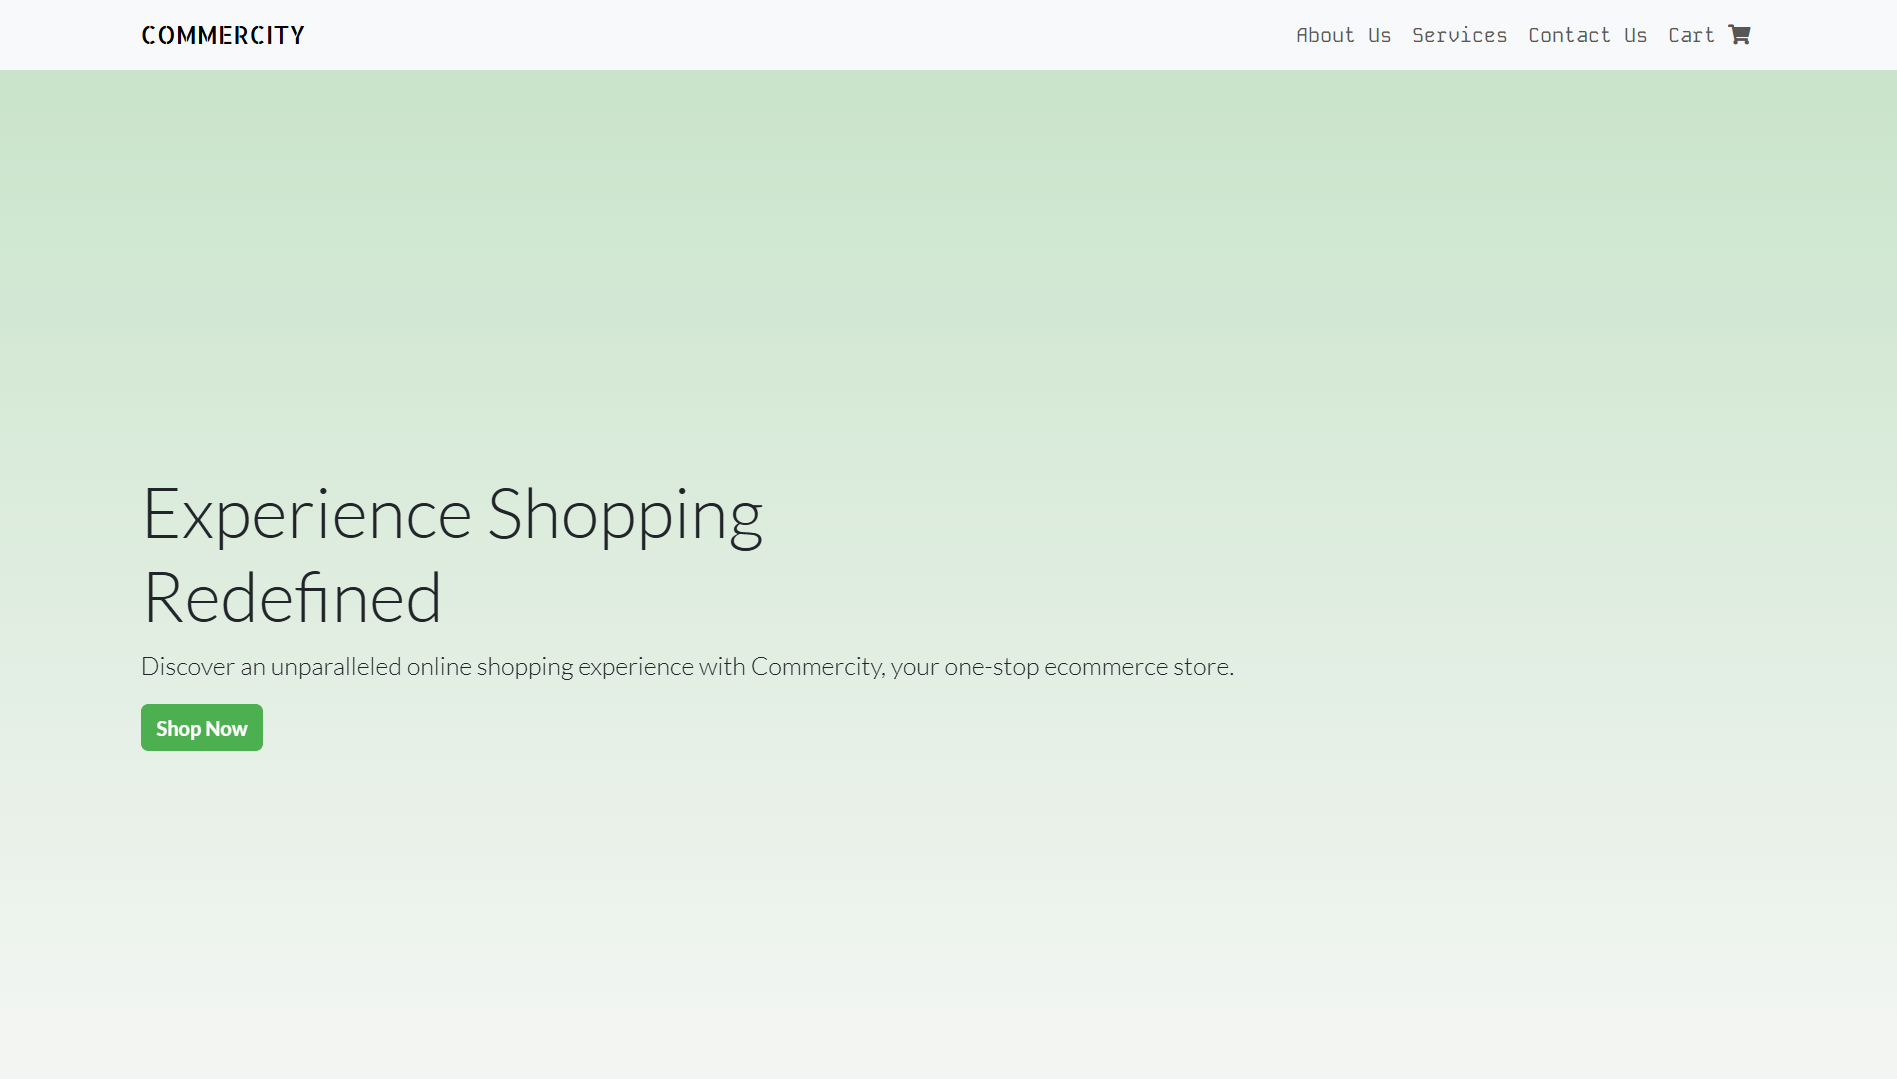 COMMERCITY
About Us Services Contact Us Cart
Experience Shopping
Redefined
Discover an unparalleled online shopping experience with Commercity, your one-stop ecommerce store.
Shop Now